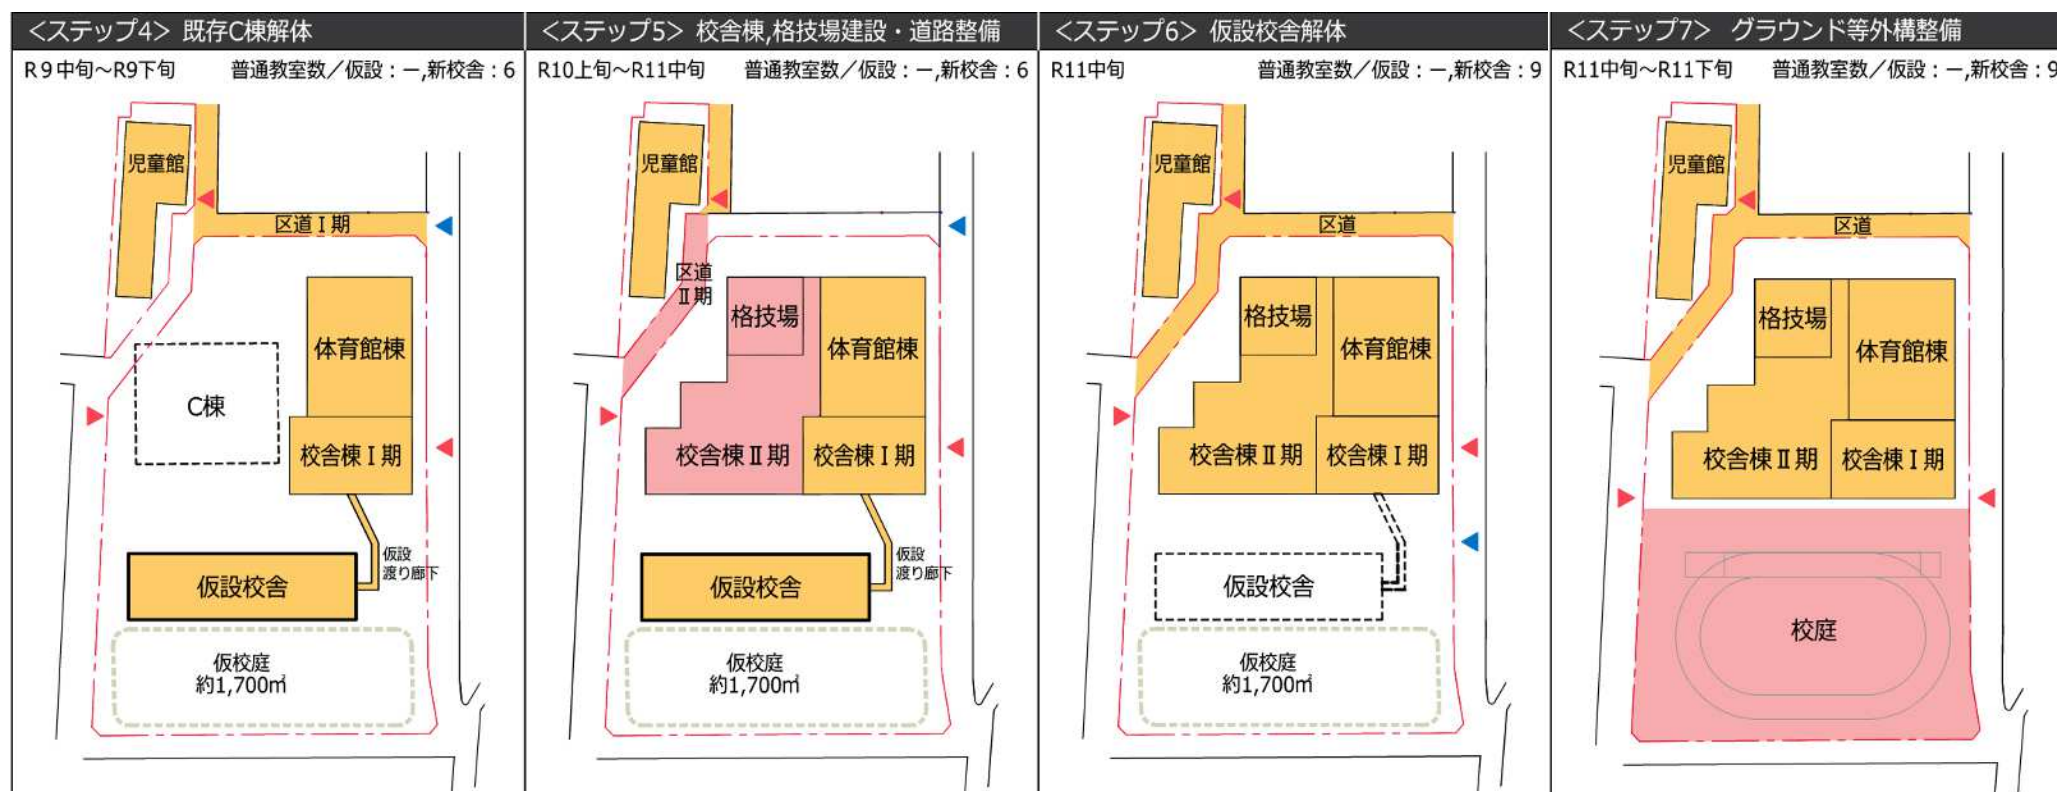 <ステップ4> 既存C棟解体
R9中旬～R9下旬 普通教室数／仮設：ー,新校舎：6
児童館
区道Ⅰ期
体育館棟
C棟
校舎棟Ⅰ期
仮設
渡り廊下
仮設校舎
仮校庭
約1,700㎡
<ステップ5> 校舎棟,格技場建設・道路整備
R10上旬～R11中旬 普通教室数／仮設：ー,新校舎：6
児童館
区道
Ⅱ期
格技場
体育館棟
校舎棟Ⅱ期
校舎棟Ⅰ期
仮設
渡り廊下
仮設校舎
仮校庭
約1,700㎡
<ステップ6> 仮設校舎解体
R11中旬 普通教室数／仮設：ー,新校舎：9
児童館
区道
格技場
体育館棟
校舎棟Ⅱ期
校舎棟Ⅰ期
仮設校舎
仮校庭
約1,700㎡
<ステップ7> グラウンド等外構整備
R11中旬～R11下旬 普通教室数／仮設：ー,新校舎：9
児童館
区道
格技場
体育館棟
校舎棟Ⅱ期
校舎棟Ⅰ期
校庭